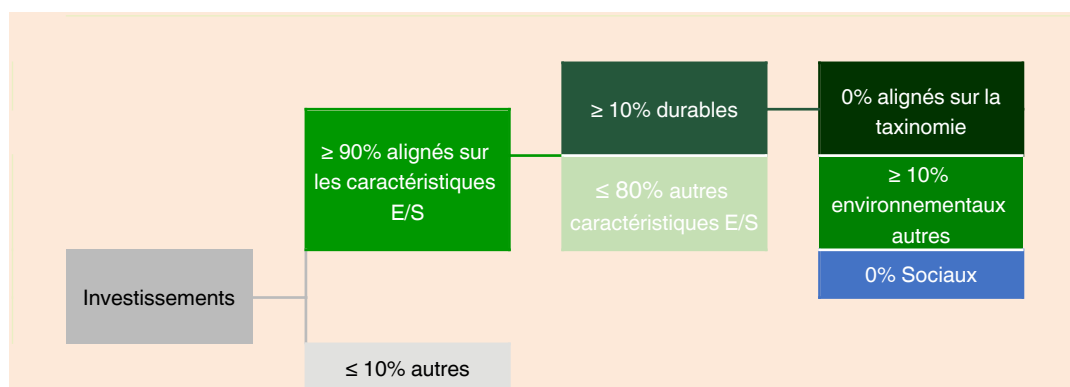 Investissements
≥ 90% alignés sur
les caractéristiques
E/S
≤ 10% autres
≥ 10% durables
≤ 80% autres
caractéristiques E/S
0% alignés sur la
taxinomie
≥ 10%
environnementaux
autres
0% Sociaux